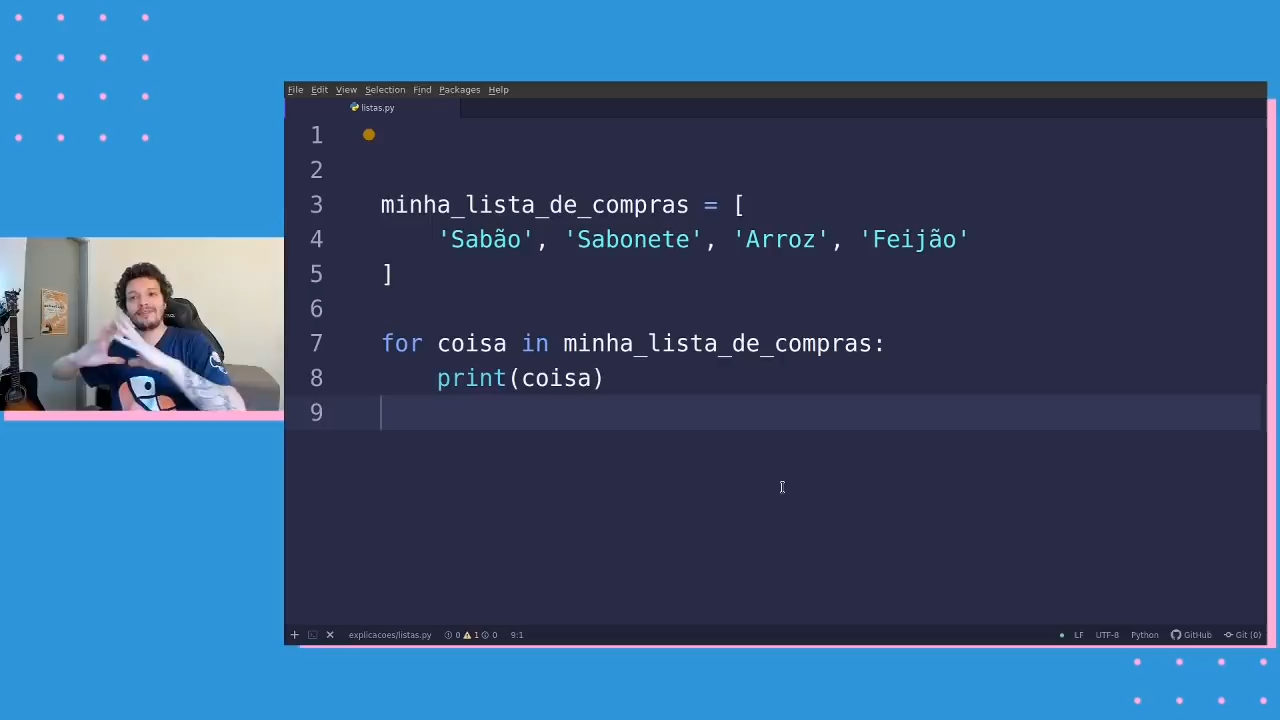 File Edit View Selection Find Packages Help
listas.py
1
2
3 minha_lista_de_compras = [
4 'Sabão', 'Sabonete', 'Arroz', 'Feijão'
5 ]
6
7 for coisa in minha_lista_de_compras:
8 print(coisa)
9
explicacoes/listas.py 0 1 0 9:1 LF UTF-8 Python GitHub Git (0)